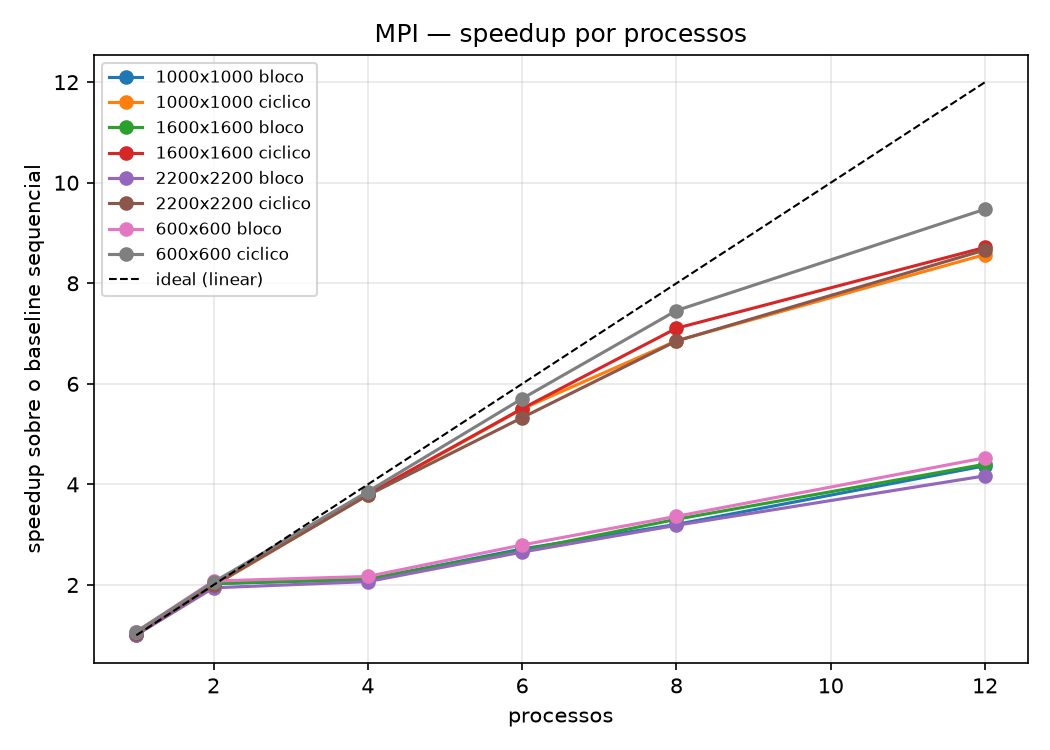 MPI — speedup por processos
speedup sobre o baseline sequencial
12
10
8
6
4
2
1000x1000 bloco
1000x1000 ciclico
1600x1600 bloco
1600x1600 ciclico
2200x2200 bloco
2200x2200 ciclico
600x600 bloco
600x600 ciclico
ideal (linear)
2 4 6 8 10 12
processos